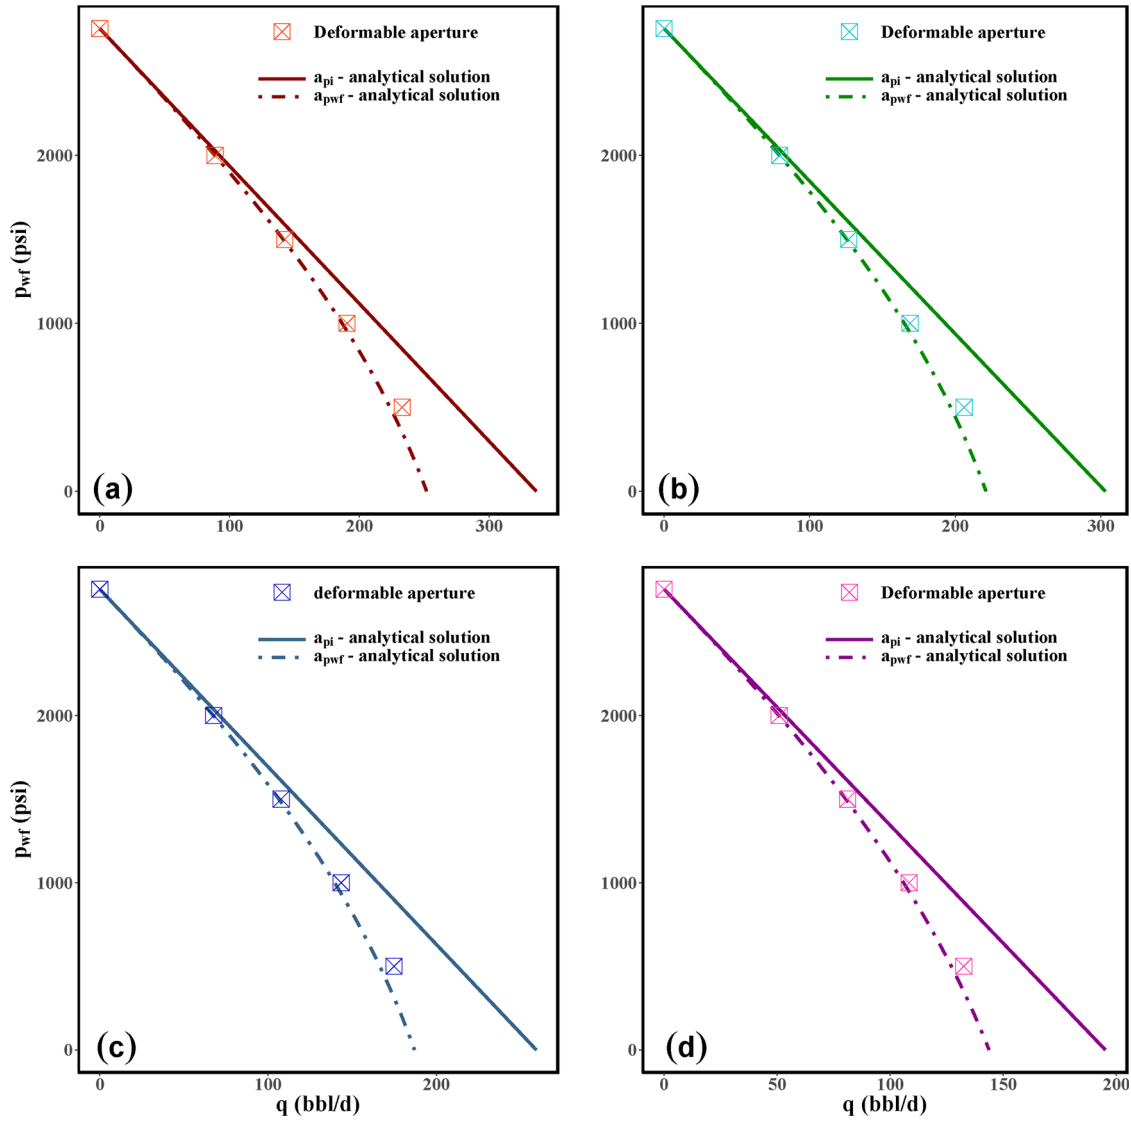 Deformable aperture
a_pi - analytical solution
a_pwf - analytical solution
2000
1000
0
p_wf (psi)
(a)
0 100 200 300
Deformable aperture
a_pi - analytical solution
a_pwf - analytical solution
2000
1000
0
(b)
0 100 200 300
deformable aperture
a_pi - analytical solution
a_pwf - analytical solution
2000
1000
0
p_wf (psi)
(c)
0 100 200
q (bbl/d)
Deformable aperture
a_pi - analytical solution
a_pwf - analytical solution
2000
1000
0
(d)
0 50 100 150 200
q (bbl/d)